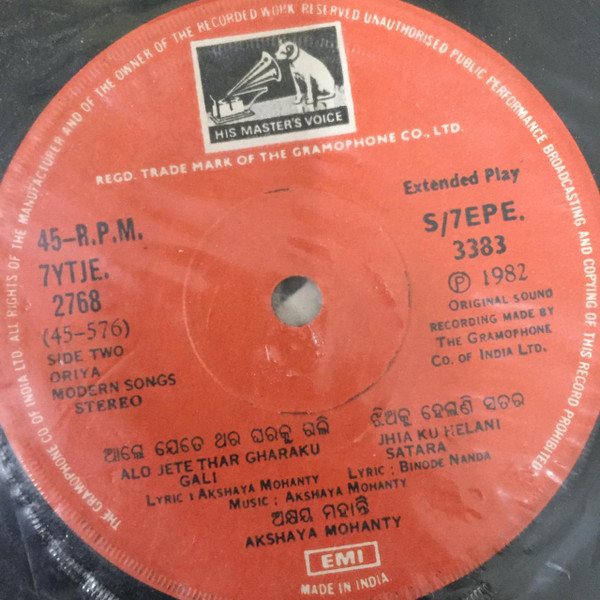 THE GRAMOPHONE CO OF INDIA LTD. ALL RIGHTS OF THE MANUFACTURER AND OF THE OWNER OF THE RECORDED WORK RESERVED UNAUTHORISED PUBLIC PERFORMANCE BROADCASTING AND COPYING OF THIS RECORD PROHIBITED
HIS MASTER'S VOICE
REGD. TRADE MARK OF THE GRAMOPHONE CO., LTD.
Extended Play
45-R.P.M.
7YTJE.
2768
(45-576)
SIDE TWO
ORIYA
MODERN SONGS
STEREO
S/7EPE.
3383
℗ 1982
ORIGINAL SOUND
RECORDING MADE BY
THE GRAMOPHONE
CO. OF INDIA LTD.
ଆଲୋ ଯେତେ ଥର ଘରକୁ ଗଲି
ALO JETE THAR GHARAKU
GALI
LYRIC : AKSHAYA MOHANTY
ଝିଅକୁ ହେଲାଣି ସତର
JHIA KU HELANI
SATARA
LYRIC : BINODE NANDA
MUSIC : AKSHAYA MOHANTY
ଅକ୍ଷୟ ମହାନ୍ତି
AKSHAYA MOHANTY
EMI
MADE IN INDIA